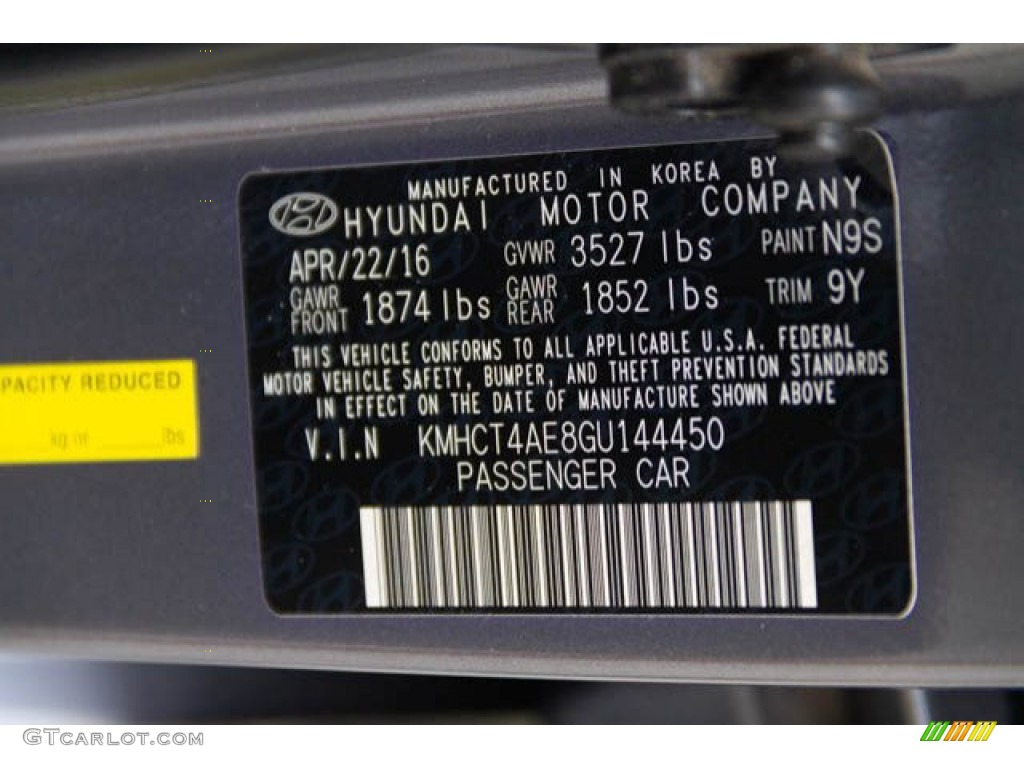 MANUFACTURED IN KOREA BY
HYUNDAI MOTOR COMPANY
APR/22/16 GVWR 3527 lbs PAINT N9S
GAWR FRONT 1874 lbs GAWR REAR 1852 lbs TRIM 9Y
THIS VEHICLE CONFORMS TO ALL APPLICABLE U.S.A. FEDERAL
MOTOR VEHICLE SAFETY, BUMPER, AND THEFT PREVENTION STANDARDS
IN EFFECT ON THE DATE OF MANUFACTURE SHOWN ABOVE
V.I.N KMHCT4AE8GU144450
PASSENGER CAR
PACITY REDUCED
kg or lbs
GTCarLot.com